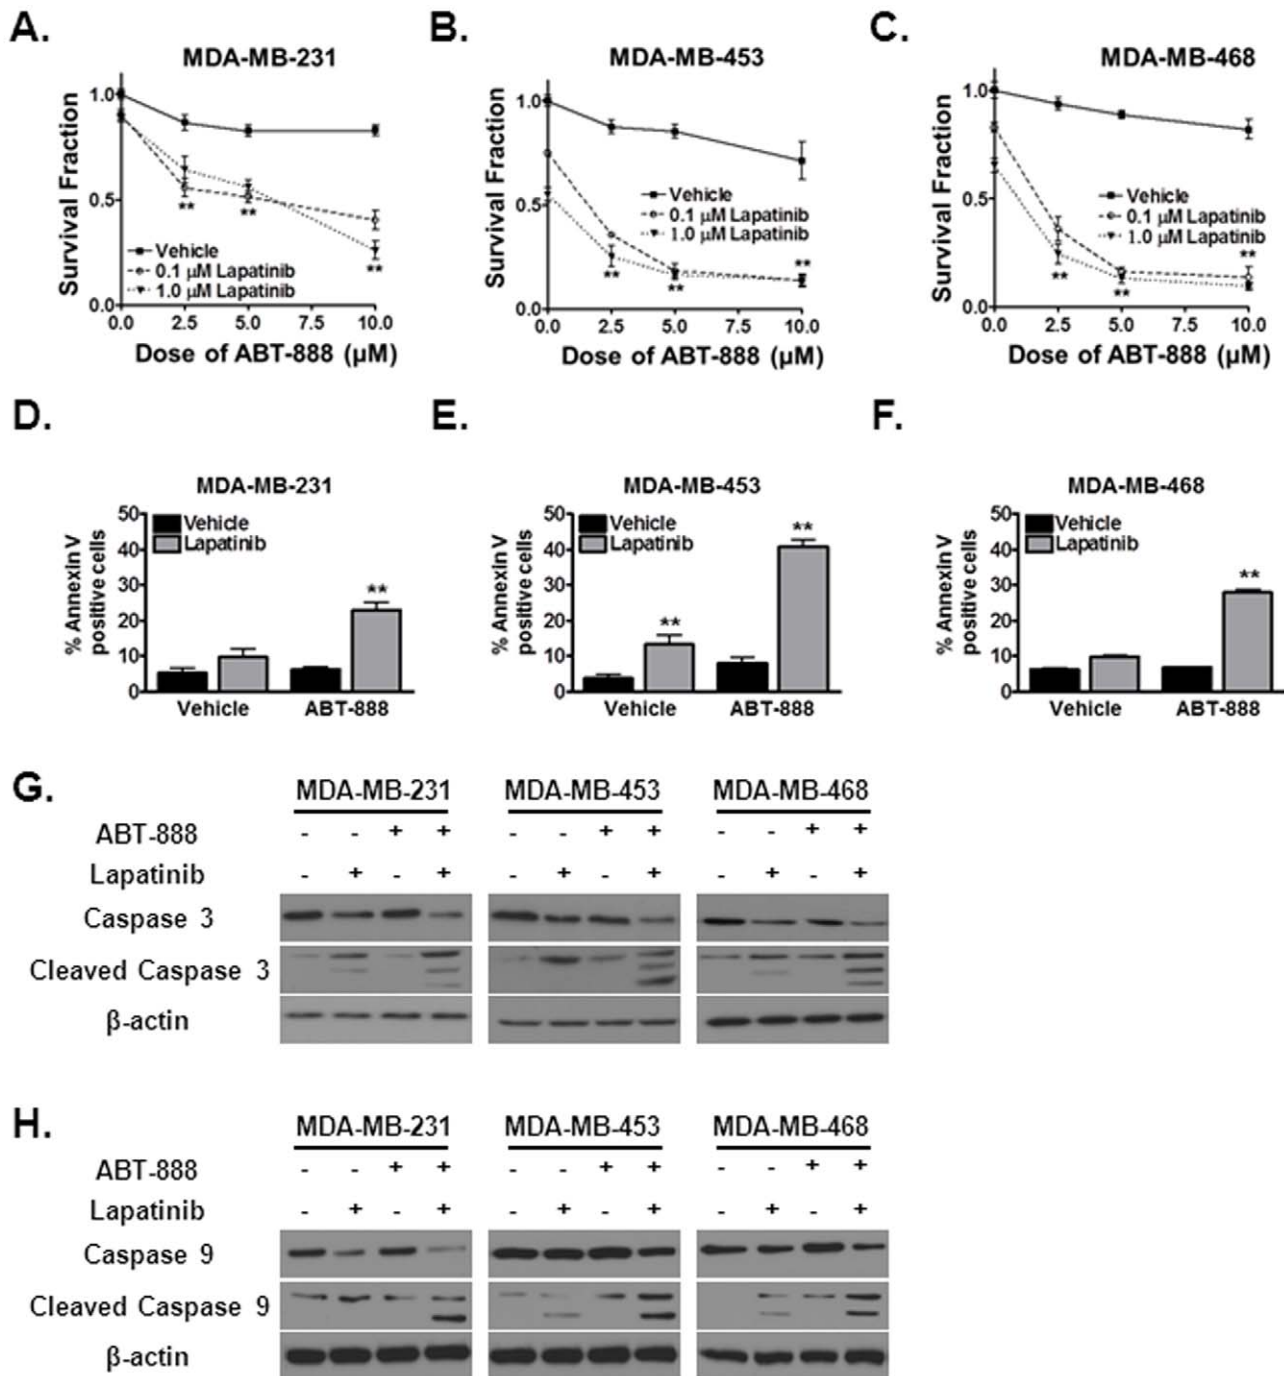 A.
MDA-MB-231
Survival Fraction
1.0
0.5
0.0
Vehicle
0.1 μM Lapatinib
1.0 μM Lapatinib
** ** **
0.0 2.5 5.0 7.5 10.0
Dose of ABT-888 (μM)
B.
MDA-MB-453
Survival Fraction
1.0
0.5
0.0
Vehicle
0.1 μM Lapatinib
1.0 μM Lapatinib
** ** **
0.0 2.5 5.0 7.5 10.0
Dose of ABT-888 (μM)
C.
MDA-MB-468
Survival Fraction
1.0
0.5
0.0
Vehicle
0.1 μM Lapatinib
1.0 μM Lapatinib
** ** **
0.0 2.5 5.0 7.5 10.0
Dose of ABT-888 (μM)
D.
MDA-MB-231
% Annexin V
positive cells
50
40
30
20
10
0
Vehicle
Lapatinib
**
Vehicle ABT-888
E.
MDA-MB-453
% Annexin V
positive cells
50
40
30
20
10
0
Vehicle
Lapatinib
** **
Vehicle ABT-888
F.
MDA-MB-468
% Annexin V
positive cells
50
40
30
20
10
0
Vehicle
Lapatinib
**
Vehicle ABT-888
G.
MDA-MB-231 MDA-MB-453 MDA-MB-468
ABT-888 - - + + - - + + - - + +
Lapatinib - + - + - + - + - + - +
Caspase 3
Cleaved Caspase 3
β-actin
H.
MDA-MB-231 MDA-MB-453 MDA-MB-468
ABT-888 - - + + - - + + - - + +
Lapatinib - + - + - + - + - + - +
Caspase 9
Cleaved Caspase 9
β-actin